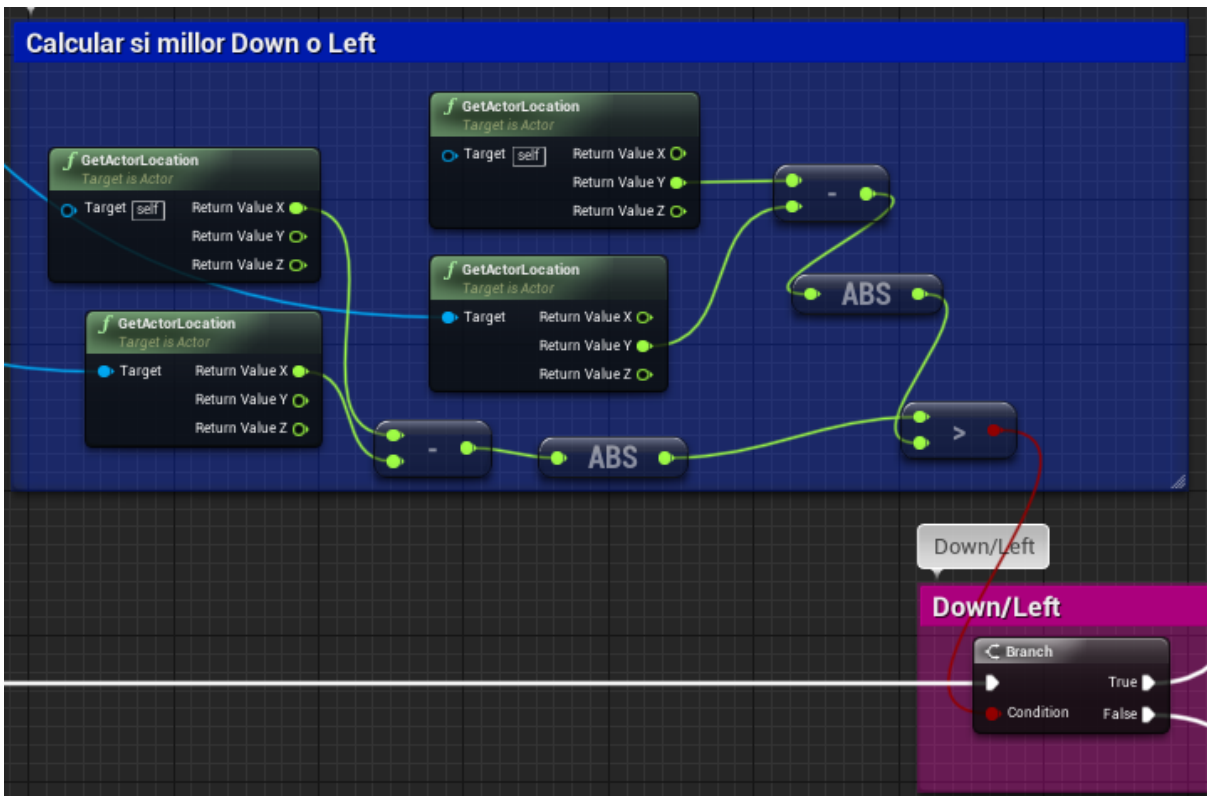 Calcular si millor Down o Left
f GetActorLocation
Target is Actor
Target self Return Value X
Return Value Y
Return Value Z
f GetActorLocation
Target is Actor
Target self Return Value X
Return Value Y
Return Value Z
f GetActorLocation
Target is Actor
Target Return Value X
Return Value Y
Return Value Z
f GetActorLocation
Target is Actor
Target Return Value X
Return Value Y
Return Value Z
-
ABS
-
ABS
>
Down/Left
Down/Left
Branch
True
Condition False